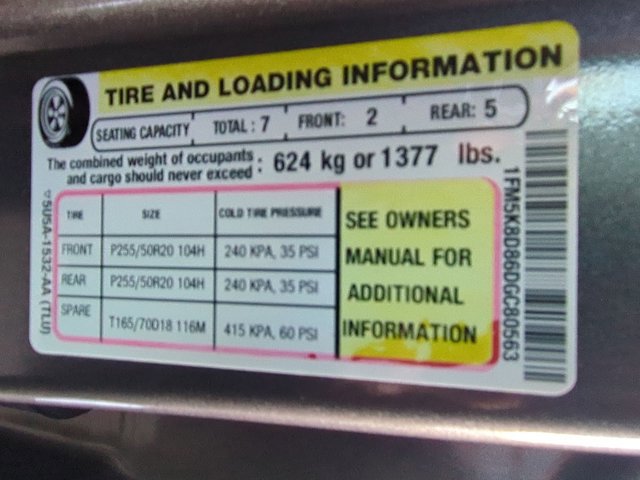 TIRE AND LOADING INFORMATION
SEATING CAPACITY TOTAL: 7 FRONT: 2 REAR: 5
The combined weight of occupants and cargo should never exceed : 624 kg or 1377 lbs.
TIRE SIZE COLD TIRE PRESSURE
FRONT P255/50R20 104H 240 KPA, 35 PSI
REAR P255/50R20 104H 240 KPA, 35 PSI
SPARE T165/70D18 116M 415 KPA, 60 PSI
SEE OWNERS
MANUAL FOR
ADDITIONAL
INFORMATION
▽5U5A-1532-AA (TLU)
1FM5K8D86DGC80563